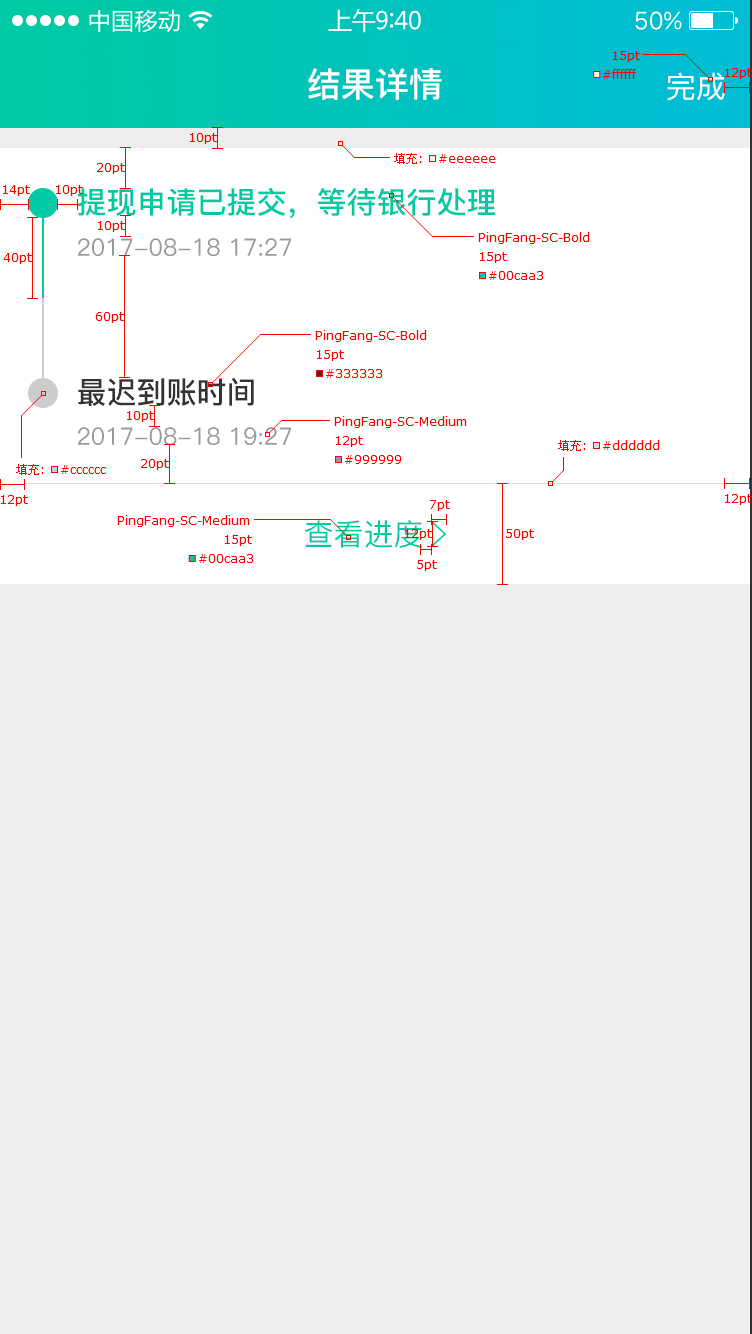 中国移动
上午9:40
50%
15pt
#ffffff
12pt
结果详情
完成
10pt
填充: #eeeeee
20pt
14pt
10pt
提现申请已提交，等待银行处理
10pt
PingFang-SC-Bold
15pt
#00caa3
2017-08-18 17:27
40pt
60pt
PingFang-SC-Bold
15pt
#333333
最迟到账时间
10pt
PingFang-SC-Medium
12pt
#999999
2017-08-18 19:27
20pt
填充: #dddddd
填充: #cccccc
12pt
12pt
7pt
PingFang-SC-Medium
15pt
#00caa3
查看进度
12pt
5pt
50pt